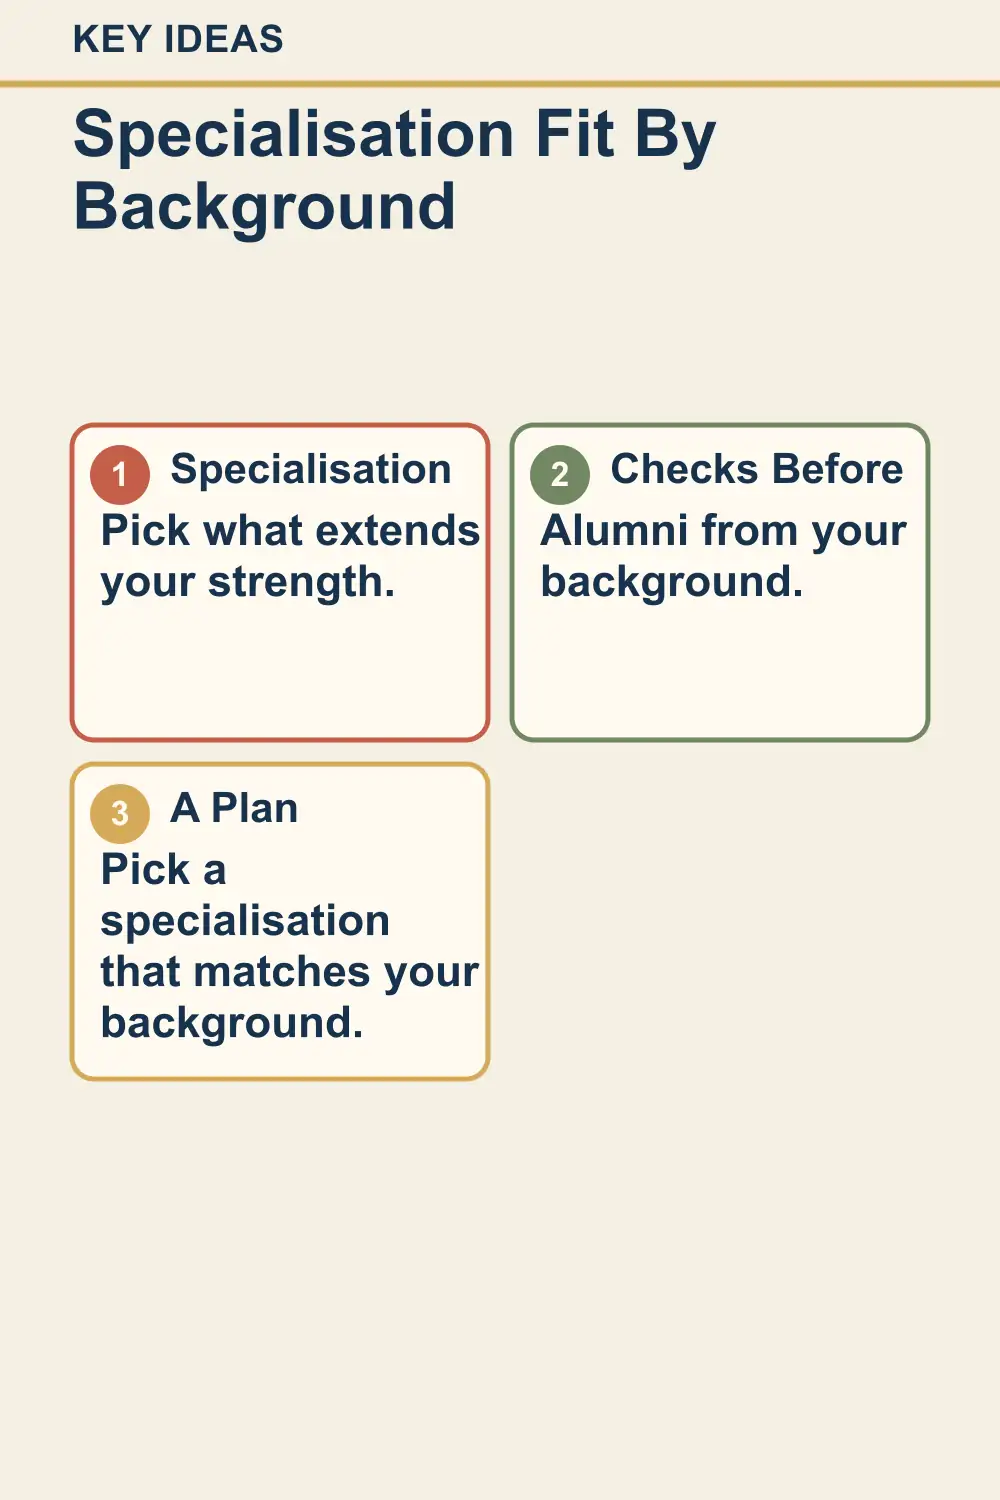 KEY IDEAS
Specialisation Fit By
Background
1 Specialisation
Pick what extends
your strength.
2 Checks Before
Alumni from your
background.
3 A Plan
Pick a
specialisation
that matches your
background.